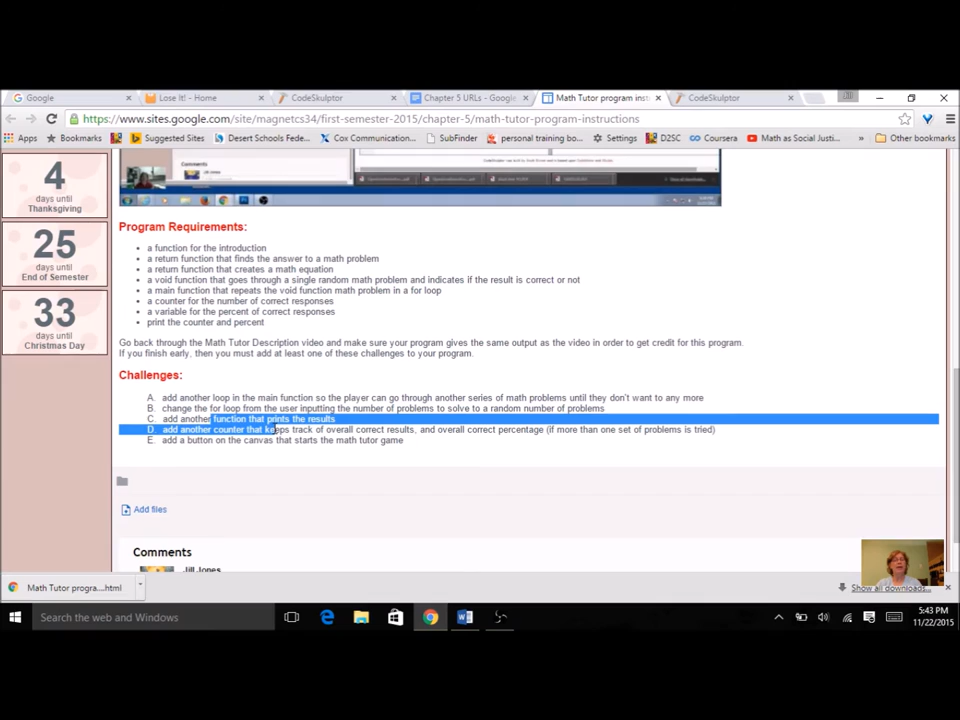 Google
Lose It! - Home
CodeSkulptor
Chapter 5 URLs - Google
Math Tutor program inst
CodeSkulptor
https://www.sites.google.com/site/magnetcs34/first-semester-2015/chapter-5/math-tutor-program-instructions
Apps
Bookmarks
Suggested Sites
Desert Schools Fede...
Cox Communication...
SubFinder
personal training bo...
Settings
D2SC
Coursera
Math as Social Justi...
»
Other bookmarks
4
days until
Thanksgiving
25
days until
End of Semester
33
days until
Christmas Day
Comments
Program Requirements:
• a function for the introduction
• a return function that finds the answer to a math problem
• a return function that creates a math equation
• a void function that goes through a single random math problem and indicates if the result is correct or not
• a main function that repeats the void function math problem in a for loop
• a counter for the number of correct responses
• a variable for the percent of correct responses
• print the counter and percent
Go back through the Math Tutor Description video and make sure your program gives the same output as the video in order to get credit for this program.
If you finish early, then you must add at least one of these challenges to your program.
Challenges:
A. add another loop in the main function so the player can go through another series of math problems until they don't want to any more
B. change the for loop from the user inputting the number of problems to solve to a random number of problems
C. add another function that prints the results
D. add another counter that keeps track of overall correct results, and overall correct percentage (if more than one set of problems is tried)
E. add a button on the canvas that starts the math tutor game
Add files
Comments
Jill Jones
Math Tutor progra....html
Show all downloads...
Search the web and Windows
5:43 PM
11/22/2015